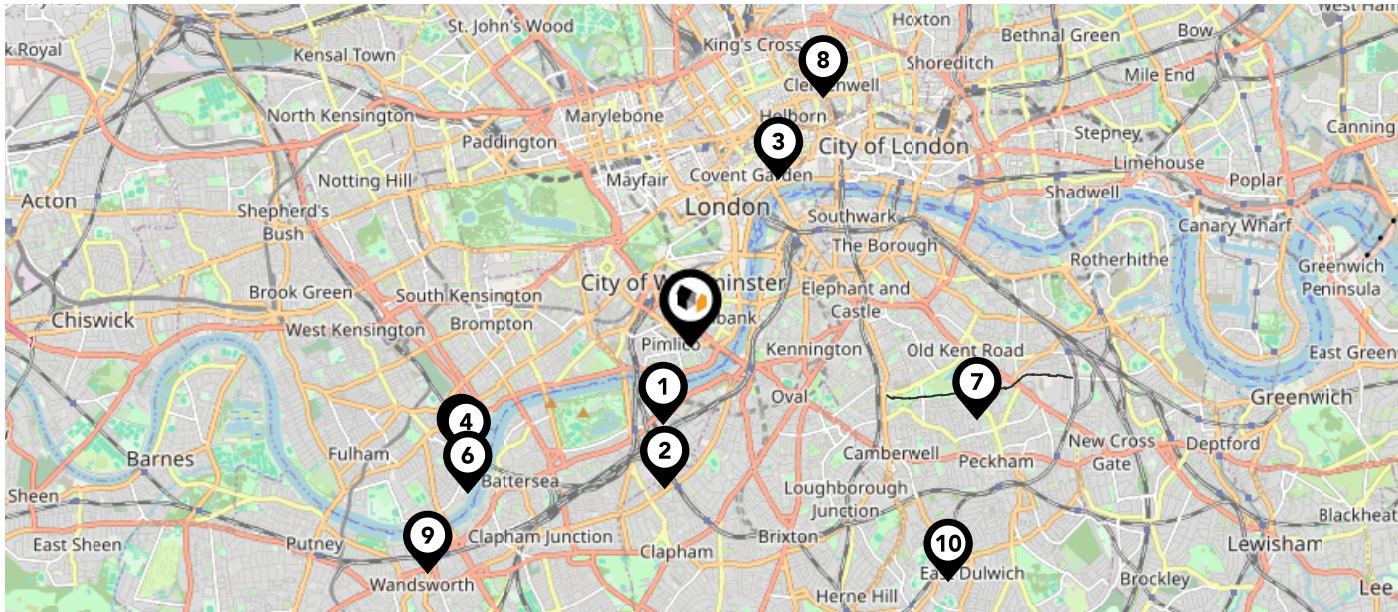 St. John's Wood
Hoxton
King's Cross
Bethnal Green
Bow
k Royal
Kensal Town
8
Shoreditch
Mile End
North Kensington
Marylebone
Holborn
Canning
Paddington
3
City of London
Stepney
Limehouse
Notting Hill
Mayfair
Covent Garden
Shadwell
Poplar
Acton
Shepherd's
Bush
London
Southwark
Canary Wharf
The Borough
Rotherhithe
Greenwich
Peninsula
City of W minster
Brook Green
South Kensington
Elephant and
Castle
Chiswick
West Kensington
Brompton
bank
Pimlico
Kennington
Old Kent Road
East Green
1
7
Oval
Greenwich
4
Barnes
Fulham
6
2
Camberwell
Peckham
New Cross
Gate
Deptford
Sheen
Battersea
Loughborough
Junction
Blackheat
East Sheen
Putney
9
Clapham Junction
Clapham
Brixton
10
Lewisham
Wandsworth
East Dulwich
Brockley
Herne Hill
Lee